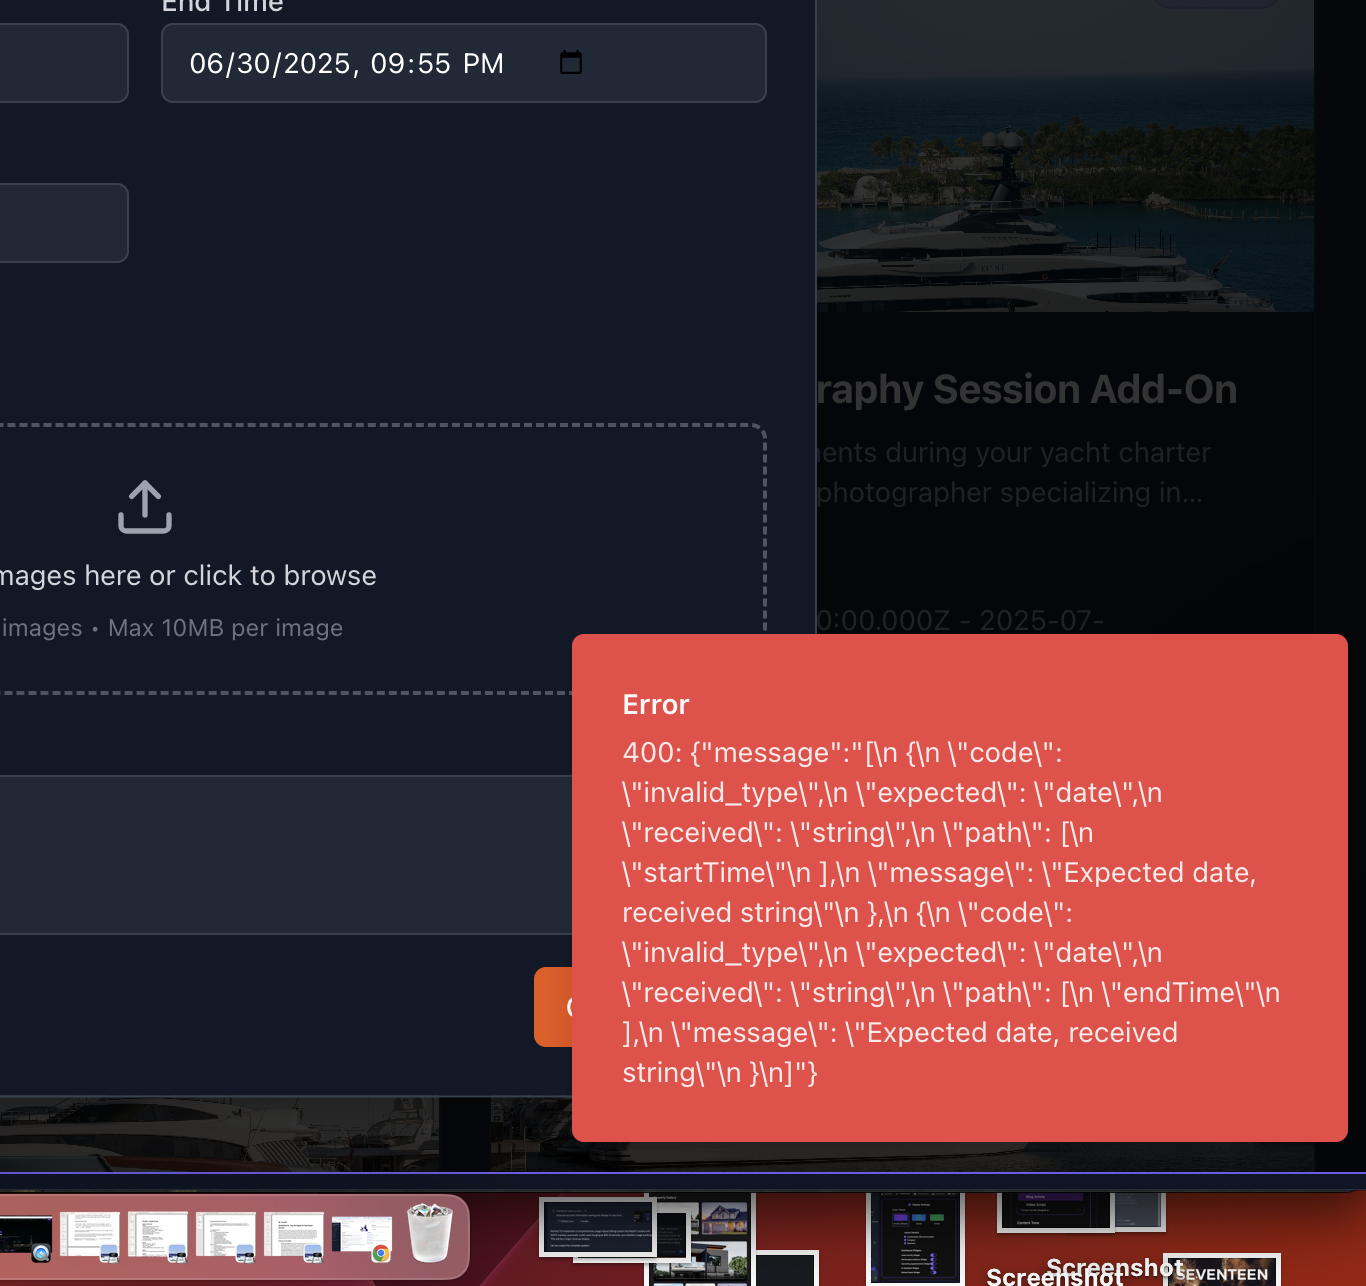 End Time
06/30/2025, 09:55 PM
raphy Session Add-On
ents during your yacht charter
photographer specializing in...
mages here or click to browse
images • Max 10MB per image
0:00.000Z - 2025-07-
Error
400: {"message":"[\n {\n \"code\":
\"invalid_type\",\n \"expected\": \"date\",\n
\"received\": \"string\",\n \"path\": [\n
\"startTime\"\n ],\n \"message\": \"Expected date,
received string\"\n },\n {\n \"code\":
\"invalid_type\",\n \"expected\": \"date\",\n
\"received\": \"string\",\n \"path\": [\n \"endTime\"\n
],\n \"message\": \"Expected date, received
string\"\n }\n]"}
Screenshot
Screenshot
SEVENTEEN